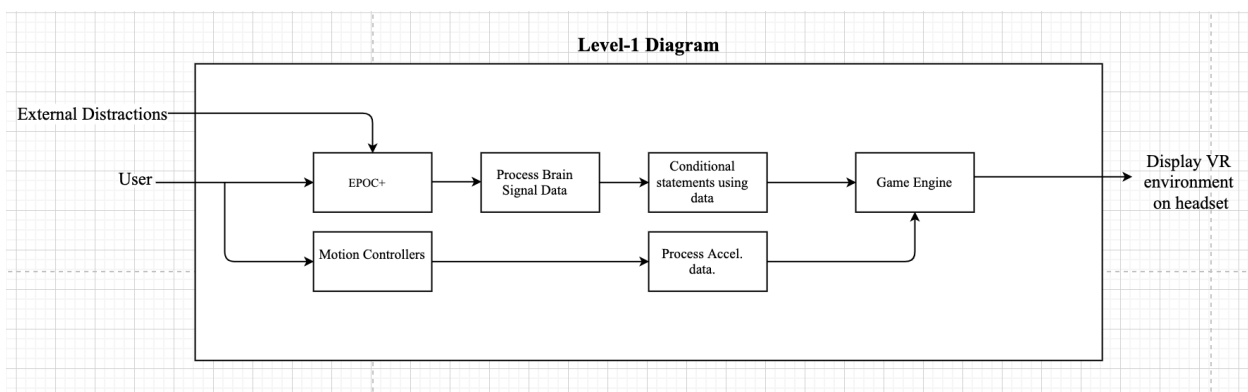 Level-1 Diagram
External Distractions
User
EPOC+
Process Brain
Signal Data
Conditional
statements using
data
Game Engine
Display VR
environment
on headset
Motion Controllers
Process Accel.
data.